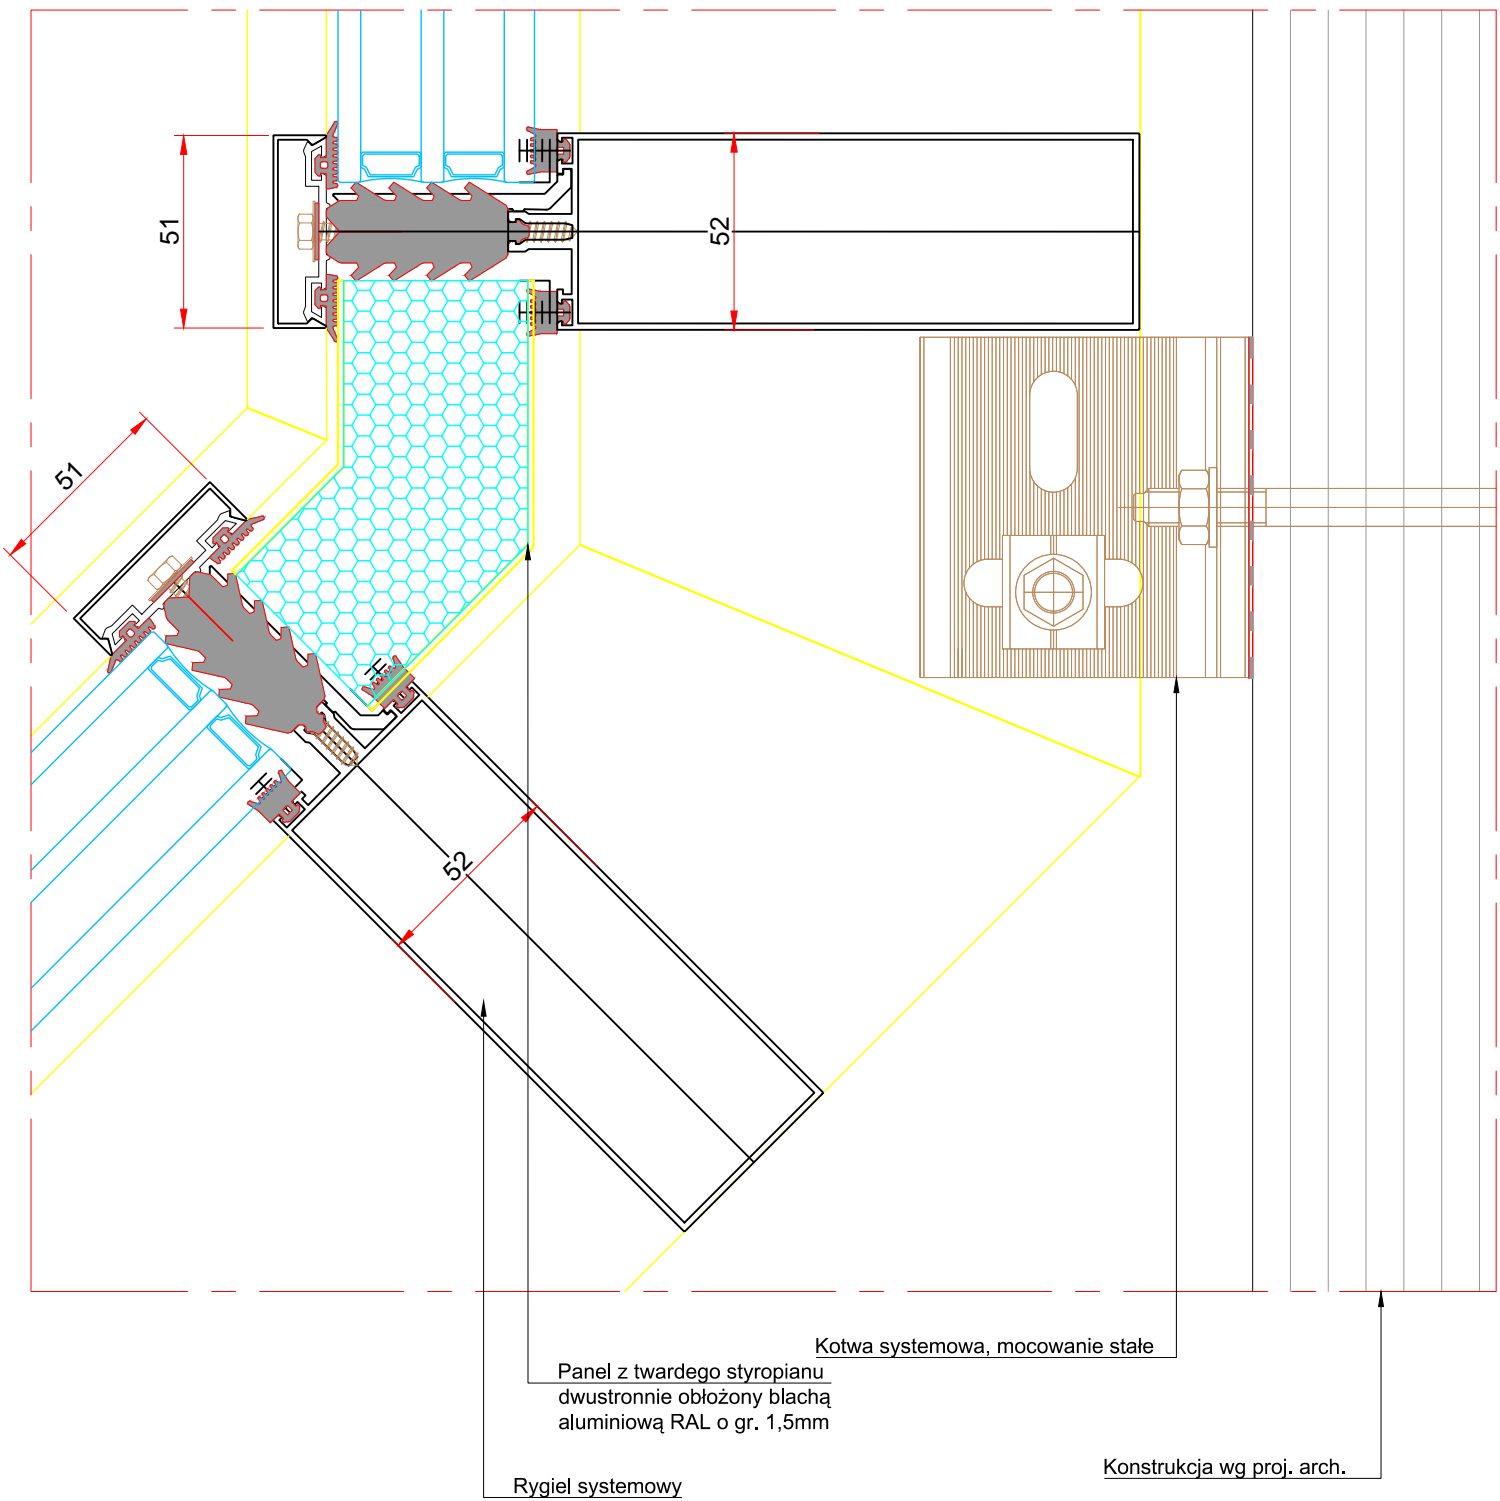 51
52
51
52
Kotwa systemowa, mocowanie stałe
Panel z twardego styropianu
dwustronnie obłożony blachą
aluminiową RAL o gr. 1,5mm
Konstrukcja wg proj. arch.
Rygiel systemowy